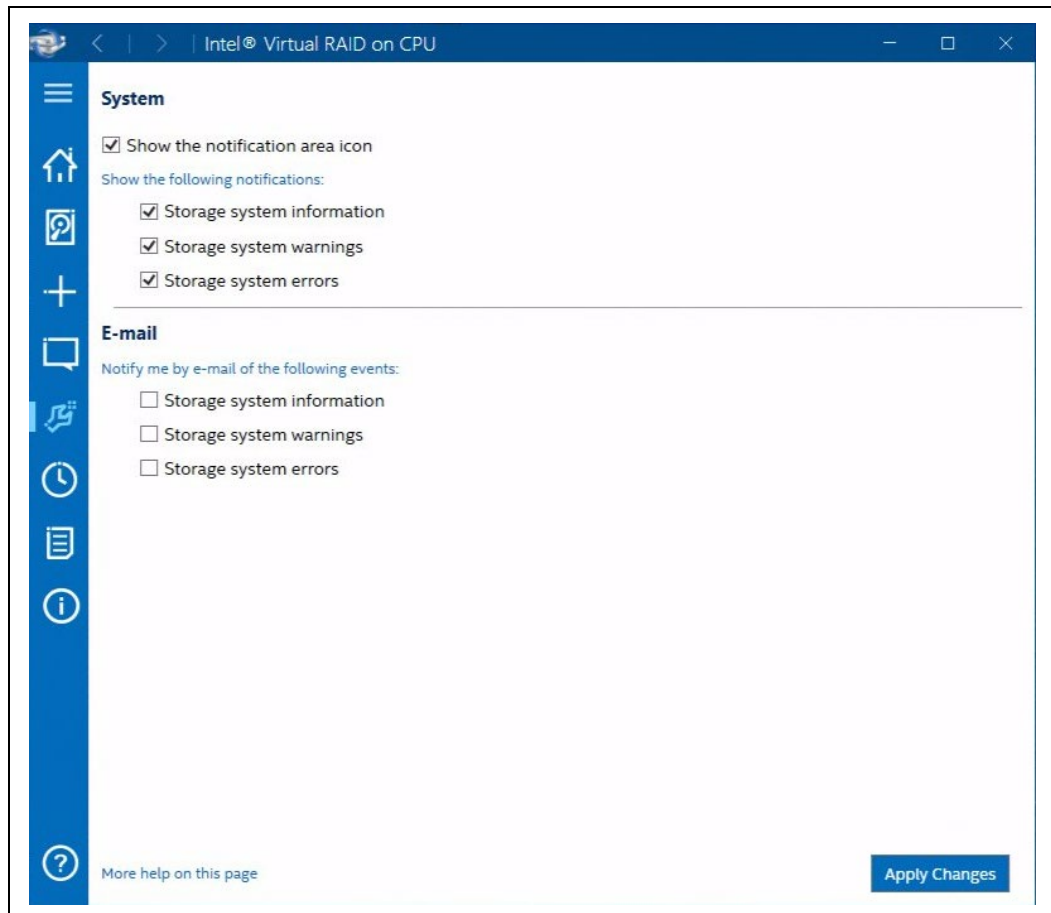 Intel® Virtual RAID on CPU
System
Show the notification area icon
Show the following notifications:
Storage system information
Storage system warnings
Storage system errors
E-mail
Notify me by e-mail of the following events:
Storage system information
Storage system warnings
Storage system errors
More help on this page
Apply Changes